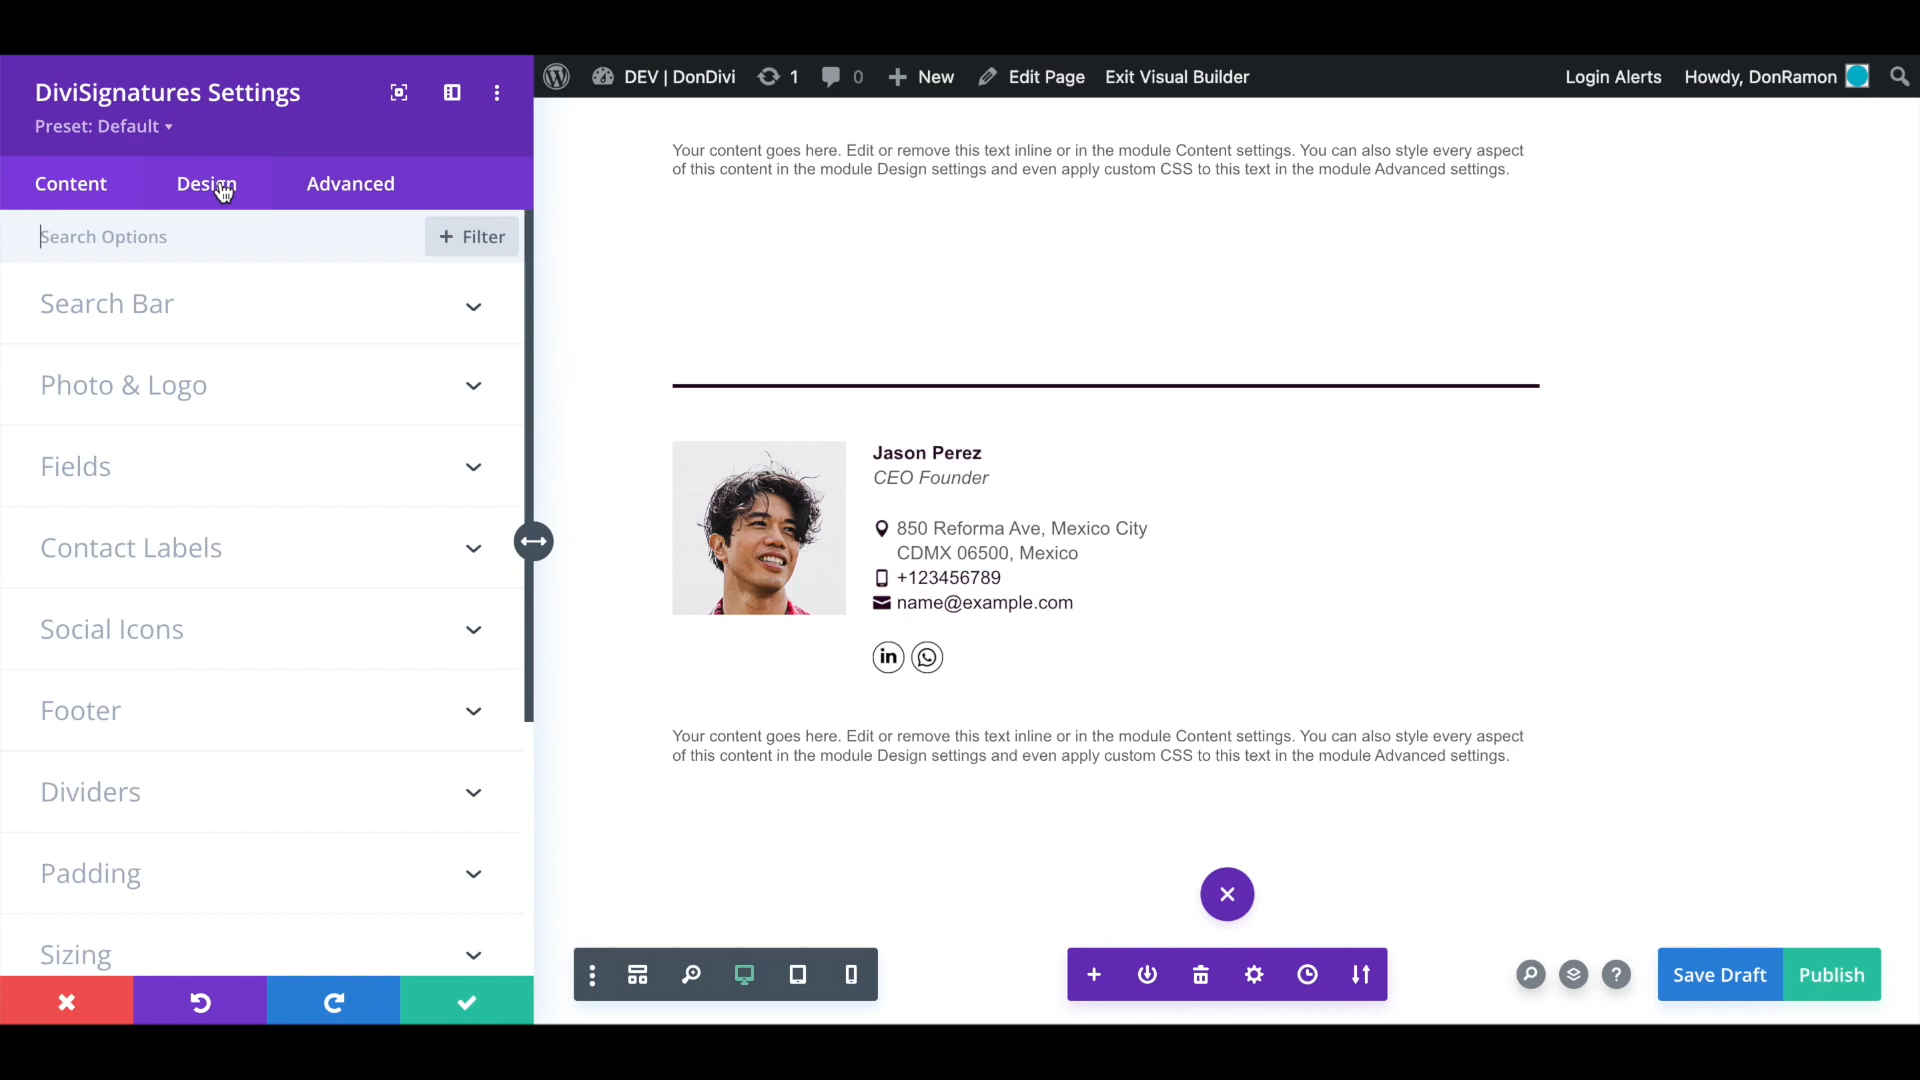 DiviSignatures Settings
Preset: Default
Content
Design
Advanced
Search Options
+ Filter
Search Bar
Photo & Logo
Fields
Contact Labels
Social Icons
Footer
Dividers
Padding
Sizing
DEV | DonDivi
1
0
New
Edit Page
Exit Visual Builder
Login Alerts
Howdy, DonRamon
Your content goes here. Edit or remove this text inline or in the module Content settings. You can also style every aspect
of this content in the module Design settings and even apply custom CSS to this text in the module Advanced settings.
Jason Perez
CEO Founder
850 Reforma Ave, Mexico City
CDMX 06500, Mexico
+123456789
name@example.com
in
Your content goes here. Edit or remove this text inline or in the module Content settings. You can also style every aspect
of this content in the module Design settings and even apply custom CSS to this text in the module Advanced settings.
?
Save Draft
Publish